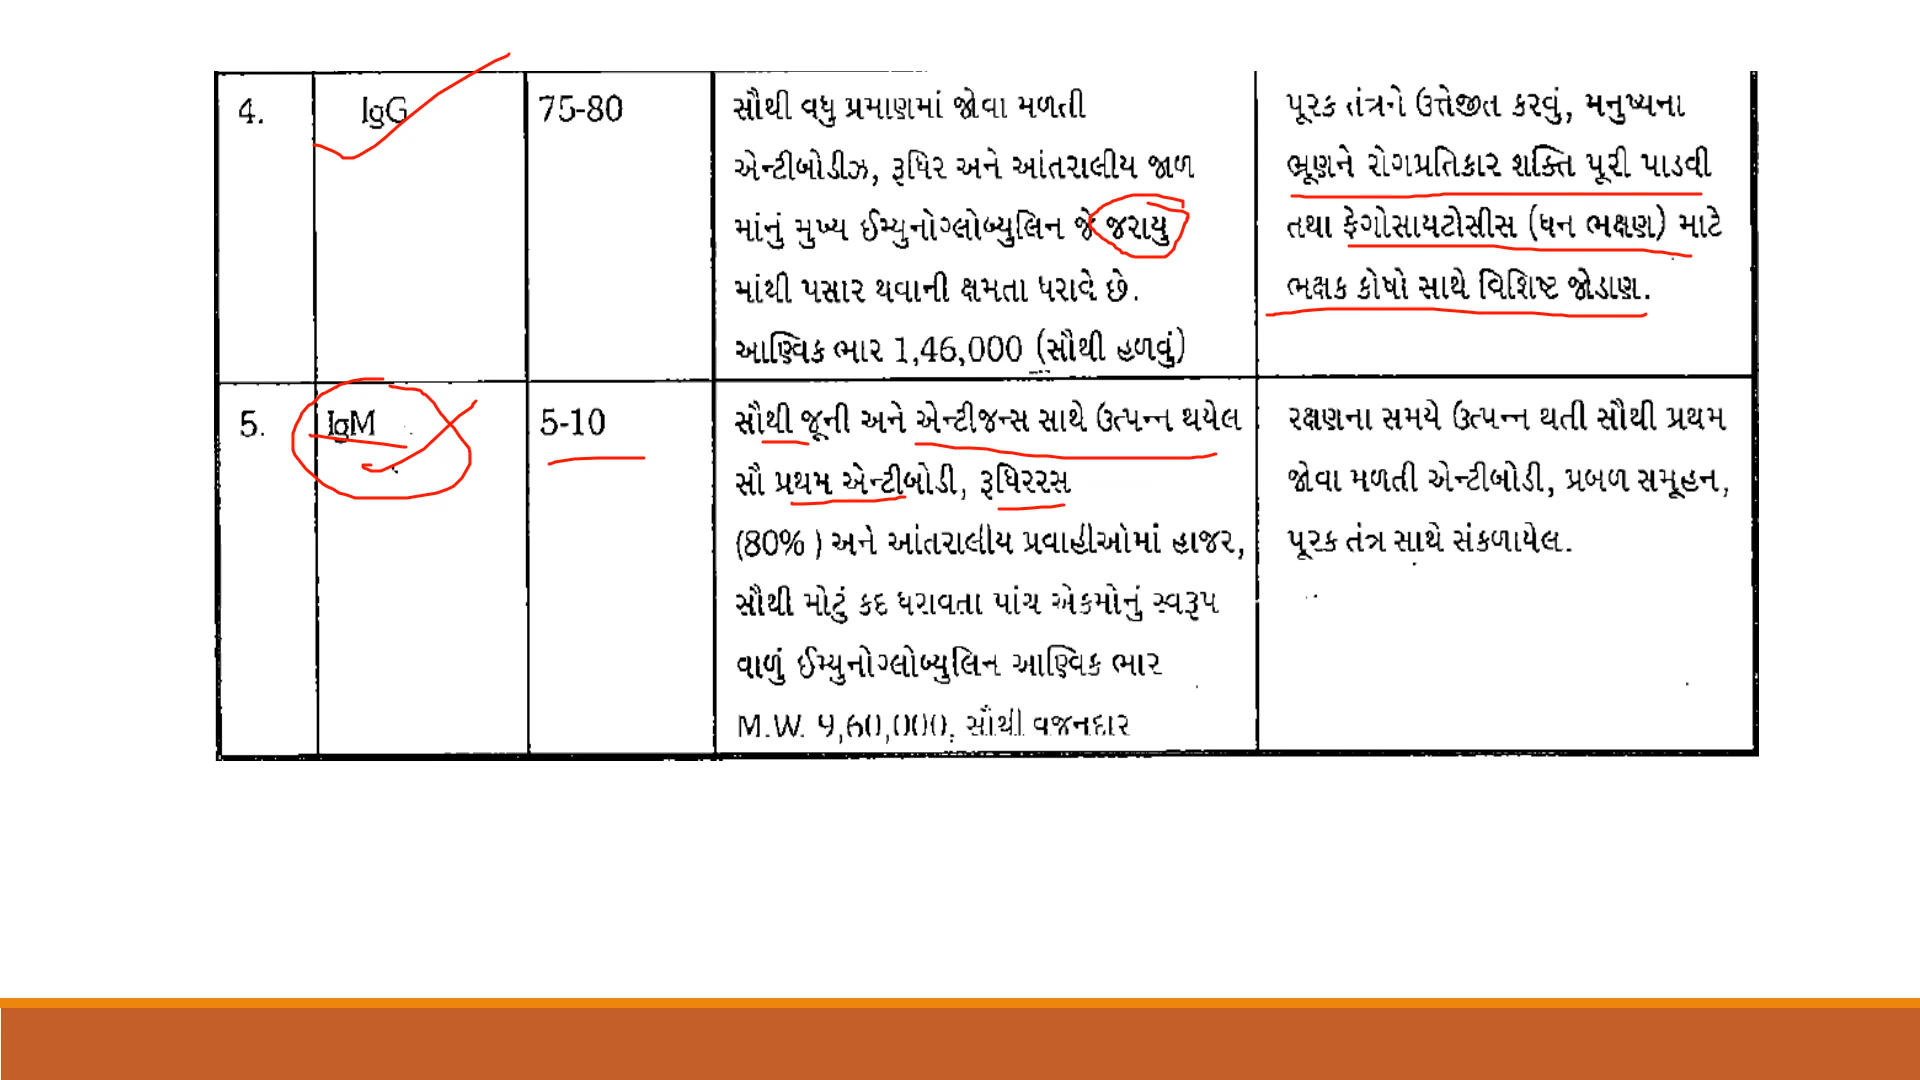 4. IgG 75-80 સૌથી વધુ પ્રમાણમાં જોવા મળતી પૂરક તંત્રને ઉત્તેજીત કરવું, મનુષ્યના
એન્ટીબોડીઝ, રૂધિર અને આંતરાલીય જાળ ભ્રૂણને રોગપ્રતિકાર શક્તિ પૂરી પાડવી
માંનું મુખ્ય ઈમ્યુનોગ્લોબ્યુલિન જે જરાયુ તથા ફેગોસાયટોસીસ (ધન ભક્ષણ) માટે
માંથી પસાર થવાની ક્ષમતા ધરાવે છે. ભક્ષક કોષો સાથે વિશિષ્ટ જોડાણ.
આણ્વિક ભાર 1,46,000 (સૌથી હળવું)
5. IgM 5-10 સૌથી જૂની અને એન્ટીજન્સ સાથે ઉત્પન્ન થયેલ રક્ષણના સમયે ઉત્પન્ન થતી સૌથી પ્રથમ
સૌ પ્રથમ એન્ટીબોડી, રૂધિરરસ જોવા મળતી એન્ટીબોડી, પ્રબળ સમૂહન,
(80% ) અને આંતરાલીય પ્રવાહીઓમાં હાજર, પૂરક તંત્ર સાથે સંકળાયેલ.
સૌથી મોટું કદ ધરાવતા પાંચ એકમોનું સ્વરૂપ
વાળું ઈમ્યુનોગ્લોબ્યુલિન આણ્વિક ભાર
M.W. 9,60,000, સૌથી વજનદાર